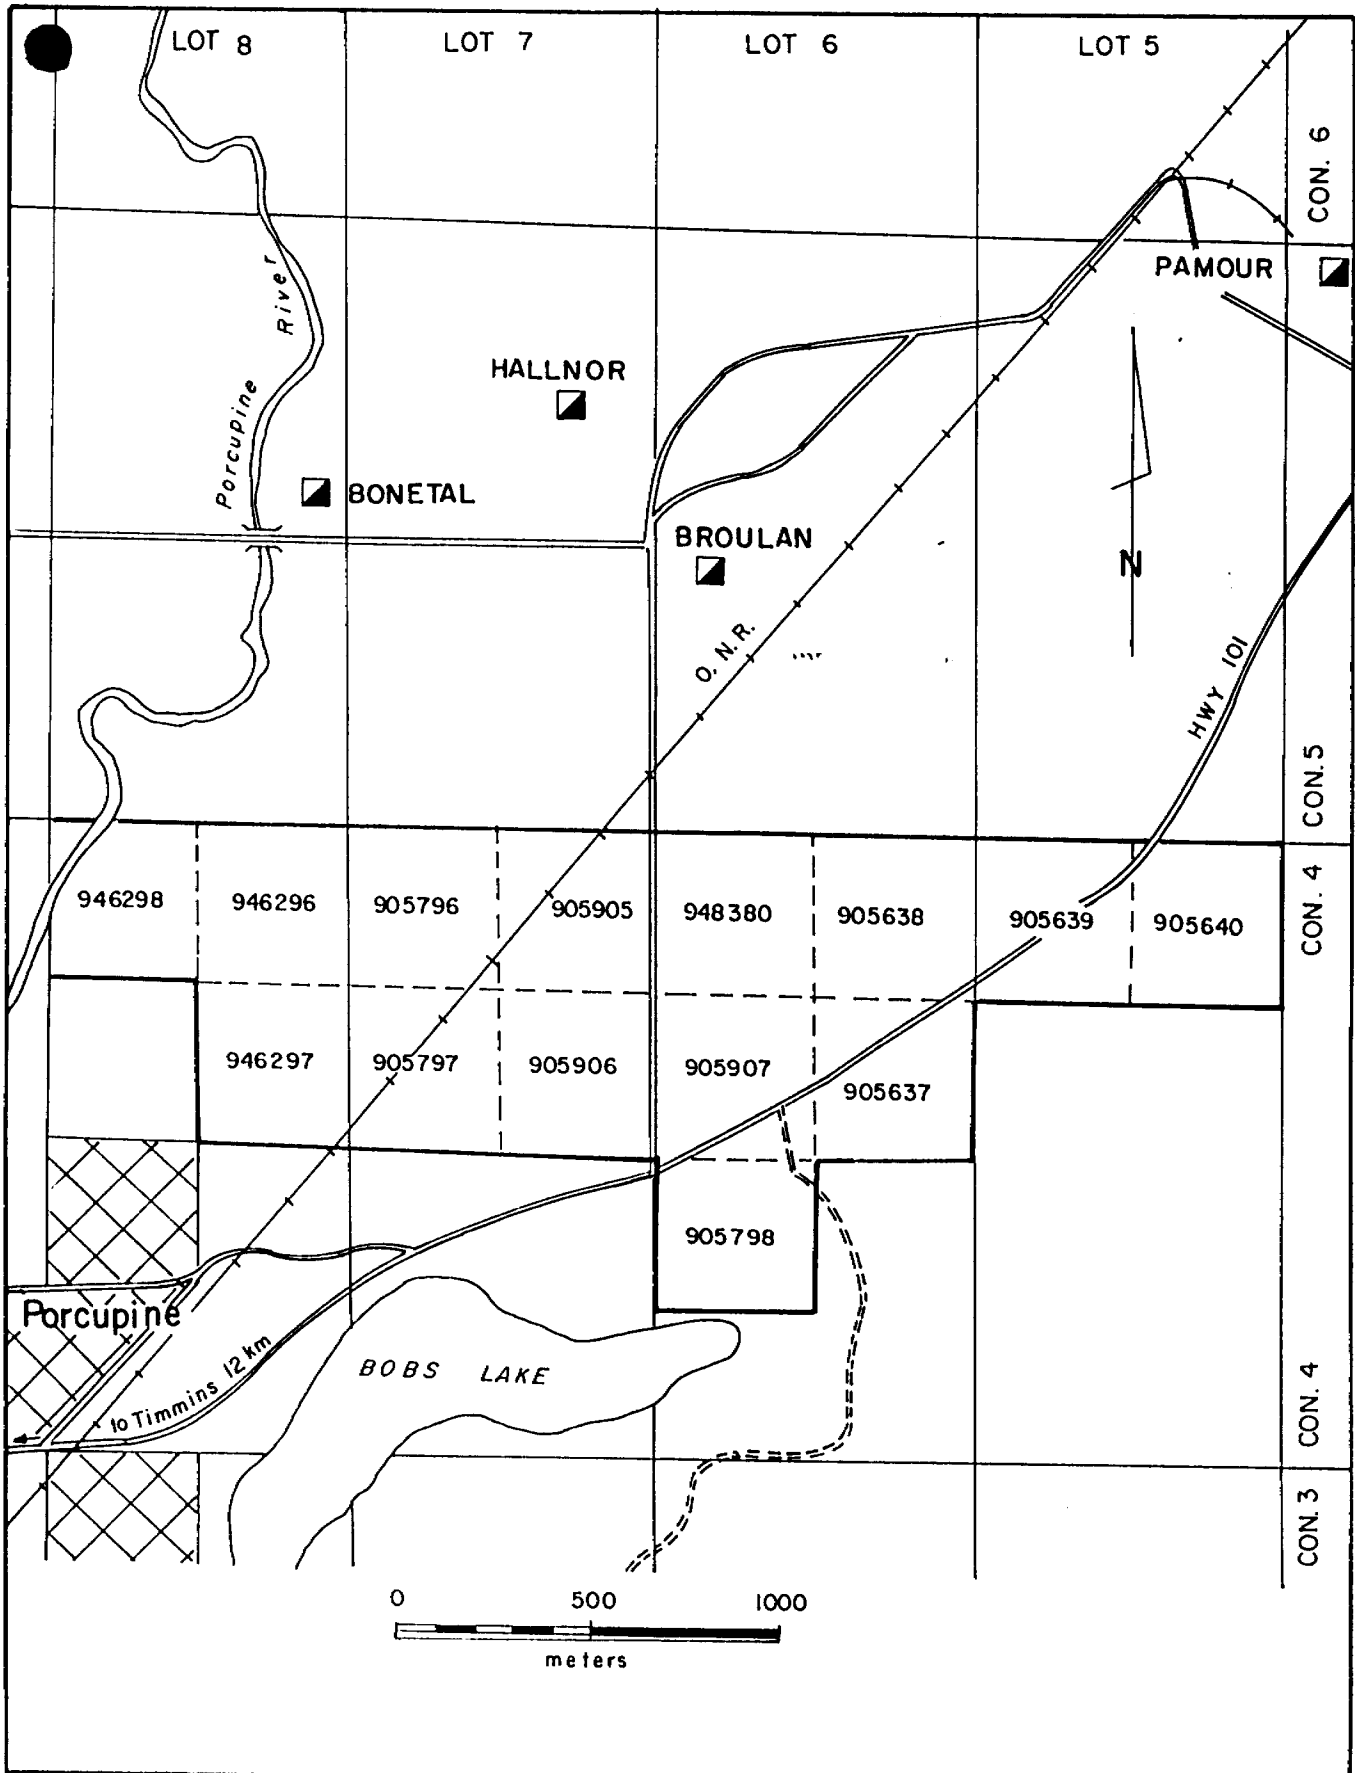 LOT 8
LOT 7
LOT 6
LOT 5
CON. 6
PAMOUR
Porcupine River
HALLNOR
BONETAL
BROULAN
N
O. N. R.
HWY 101
CON. 5
CON. 4
946298
946296
905796
905905
948380
905638
905639
905640
946297
905797
905906
905907
905637
905798
Porcupine
to Timmins 12 km
BOBS LAKE
CON. 4
CON. 3
0 500 1000
meters